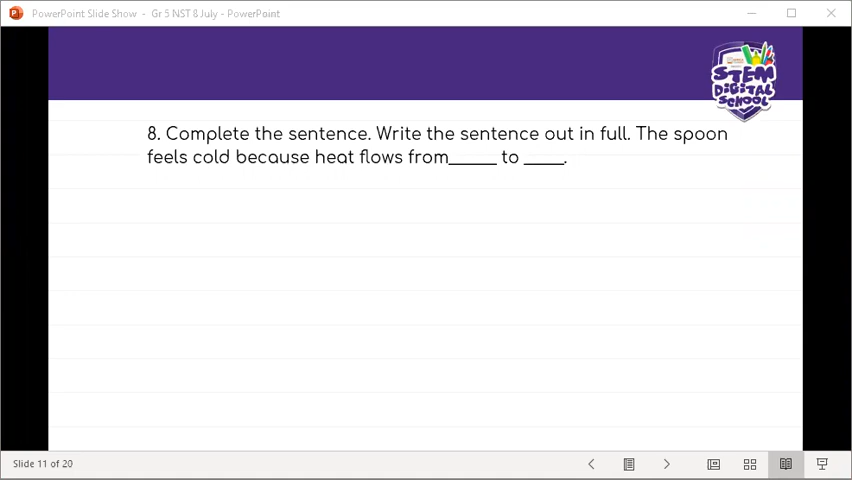 PowerPoint Slide Show - Gr 5 NST 8 July - PowerPoint
STEM
DIGITAL
SCHOOL
8. Complete the sentence. Write the sentence out in full. The spoon
feels cold because heat flows from______ to _____.
Slide 11 of 20